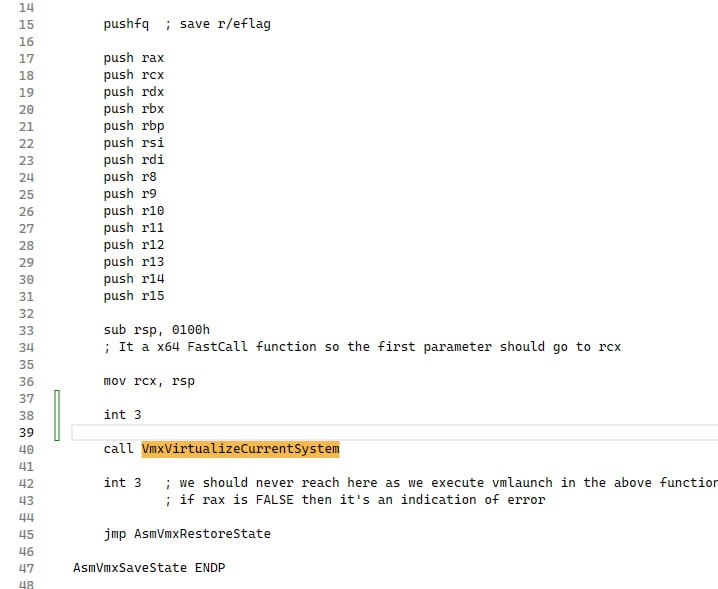 14
15 pushfq ; save r/eflag
16
17 push rax
18 push rcx
19 push rdx
20 push rbx
21 push rbp
22 push rsi
23 push rdi
24 push r8
25 push r9
26 push r10
27 push r11
28 push r12
29 push r13
30 push r14
31 push r15
32
33 sub rsp, 0100h
34 ; It a x64 FastCall function so the first parameter should go to rcx
35
36 mov rcx, rsp
37
38 int 3
39
40 call VmxVirtualizeCurrentSystem
41
42 int 3 ; we should never reach here as we execute vmlaunch in the above function
43 ; if rax is FALSE then it's an indication of error
44
45 jmp AsmVmxRestoreState
46
47 AsmVmxSaveState ENDP
48